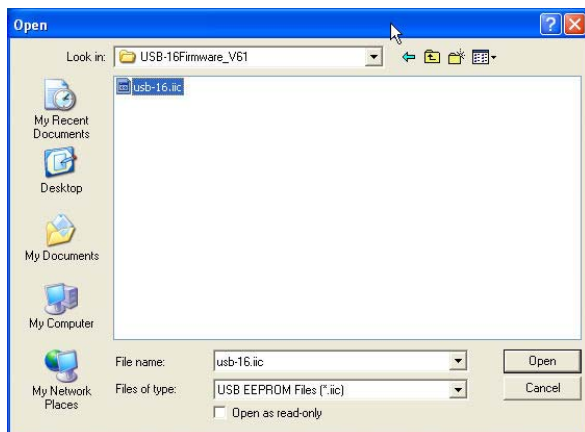 Open
Look in: USB-16Firmware_V61
usb-16.iic
My Recent
Documents
Desktop
My Documents
My Computer
My Network
Places
File name: usb-16.iic Open
Files of type: USB EEPROM Files (*.iic) Cancel
Open as read-only